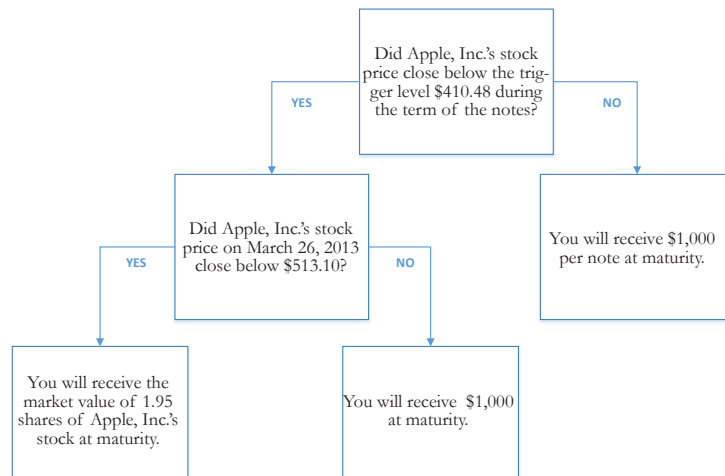 Did Apple, Inc.'s stock
price close below the trig-
ger level $410.48 during
the term of the notes?
YES
NO
Did Apple, Inc.'s stock
price on March 26, 2013
close below $513.10?
You will receive $1,000
per note at maturity.
YES
NO
You will receive the
market value of 1.95
shares of Apple, Inc.'s
stock at maturity.
You will receive $1,000
at maturity.